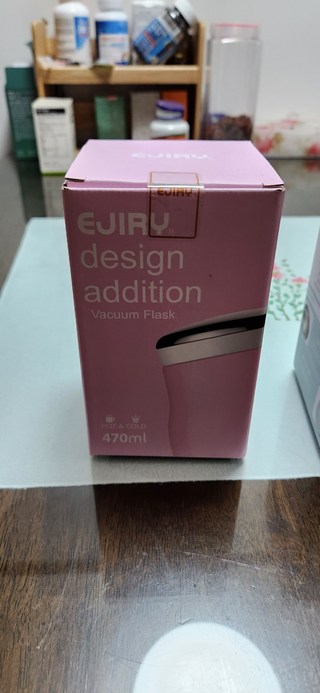 EJIRY.
EJIRY
EJIRY®
design
addition
Vacuum Flask
HOT & COLD
470ml